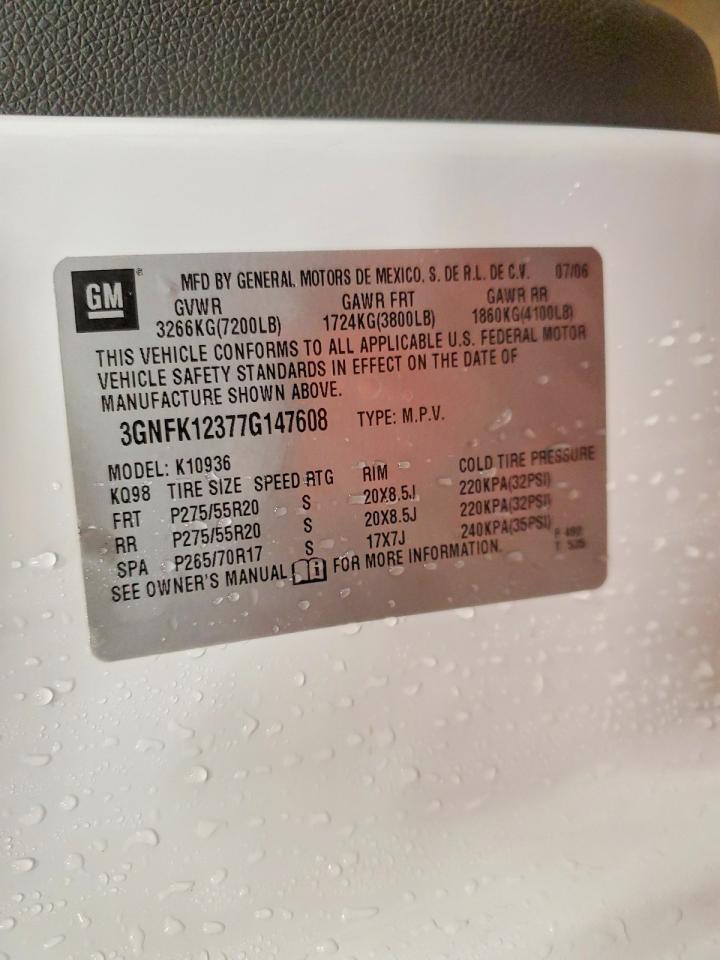 GM® MFD BY GENERAL MOTORS DE MEXICO, S. DE R.L. DE C.V. 07/06
GVWR GAWR FRT GAWR RR
3266KG(7200LB) 1724KG(3800LB) 1860KG(4100LB)
THIS VEHICLE CONFORMS TO ALL APPLICABLE U.S. FEDERAL MOTOR
VEHICLE SAFETY STANDARDS IN EFFECT ON THE DATE OF
MANUFACTURE SHOWN ABOVE.
3GNFK12377G147608 TYPE: M.P.V.
MODEL: K10936
KQ98 TIRE SIZE SPEED RTG RIM COLD TIRE PRESSURE
FRT P275/55R20 S 20X8.5J 220KPA(32PSI)
RR P275/55R20 S 20X8.5J 220KPA(32PSI)
SPA P265/70R17 S 17X7J 240KPA(35PSI)
SEE OWNER'S MANUAL FOR MORE INFORMATION.